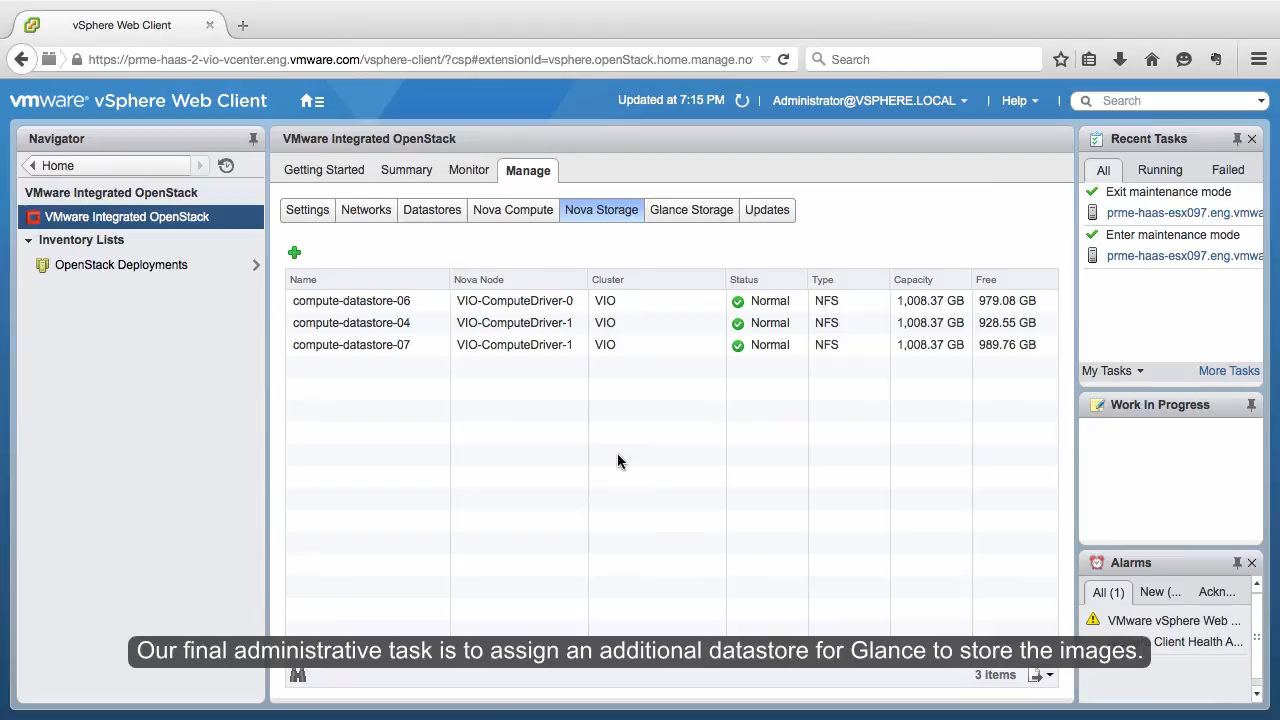 vSphere Web Client
https://prme-haas-2-vio-vcenter.eng.vmware.com/vsphere-client/?csp#extensionId=vsphere.openStack.home.manage.no
Search
vmware® vSphere Web Client
Updated at 7:15 PM
Administrator@VSPHERE.LOCAL
Help
Search
Navigator
Home
VMware Integrated OpenStack
VMware Integrated OpenStack
Inventory Lists
OpenStack Deployments
VMware Integrated OpenStack
Getting Started Summary Monitor Manage
Settings Networks Datastores Nova Compute Nova Storage Glance Storage Updates
Name Nova Node Cluster Status Type Capacity Free
compute-datastore-06 VIO-ComputeDriver-0 VIO Normal NFS 1,008.37 GB 979.08 GB
compute-datastore-04 VIO-ComputeDriver-1 VIO Normal NFS 1,008.37 GB 928.55 GB
compute-datastore-07 VIO-ComputeDriver-1 VIO Normal NFS 1,008.37 GB 989.76 GB
3 items
Recent Tasks
All Running Failed
Exit maintenance mode
prme-haas-esx097.eng.vmwa
Enter maintenance mode
prme-haas-esx097.eng.vmwa
My Tasks More Tasks
Work In Progress
Alarms
All (1) New (... Ackn...
VMware vSphere Web ...
Client Health A...
Our final administrative task is to assign an additional datastore for Glance to store the images.